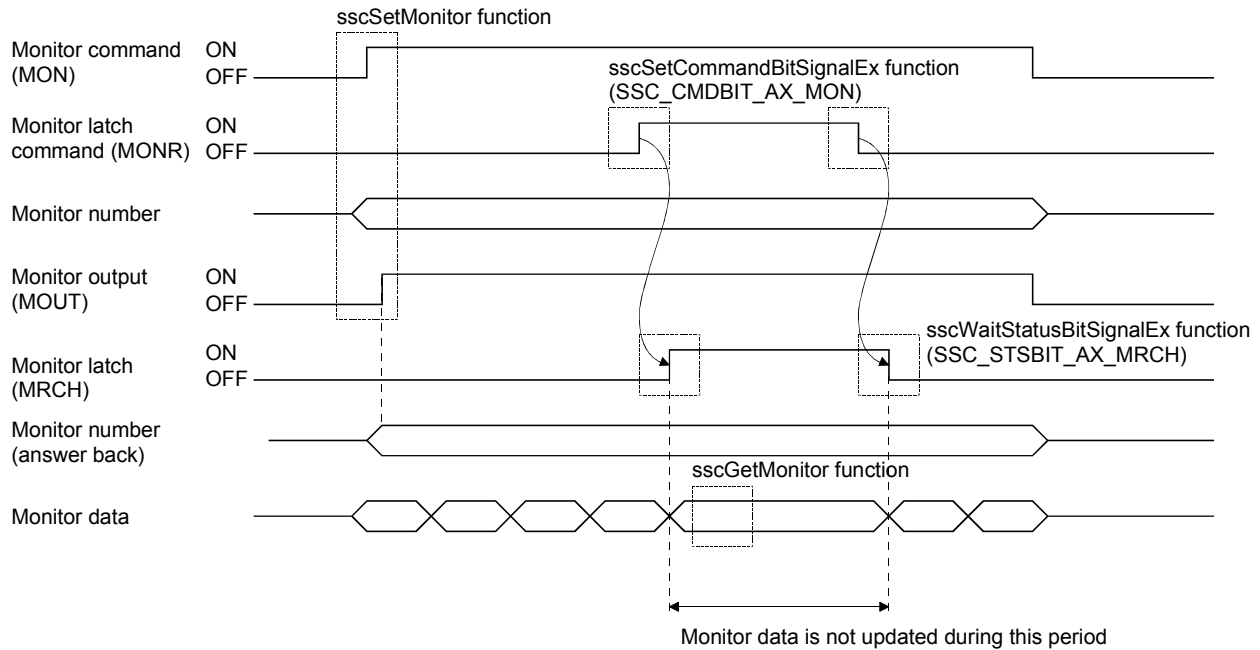 sscSetMonitor function
Monitor command ON
(MON) OFF
sscSetCommandBitSignalEx function
(SSC_CMDBIT_AX_MON)
Monitor latch ON
command (MONR) OFF
Monitor number
Monitor output ON
(MOUT) OFF
sscWaitStatusBitSignalEx function
(SSC_STSBIT_AX_MRCH)
Monitor latch ON
(MRCH) OFF
Monitor number
(answer back)
sscGetMonitor function
Monitor data
Monitor data is not updated during this period